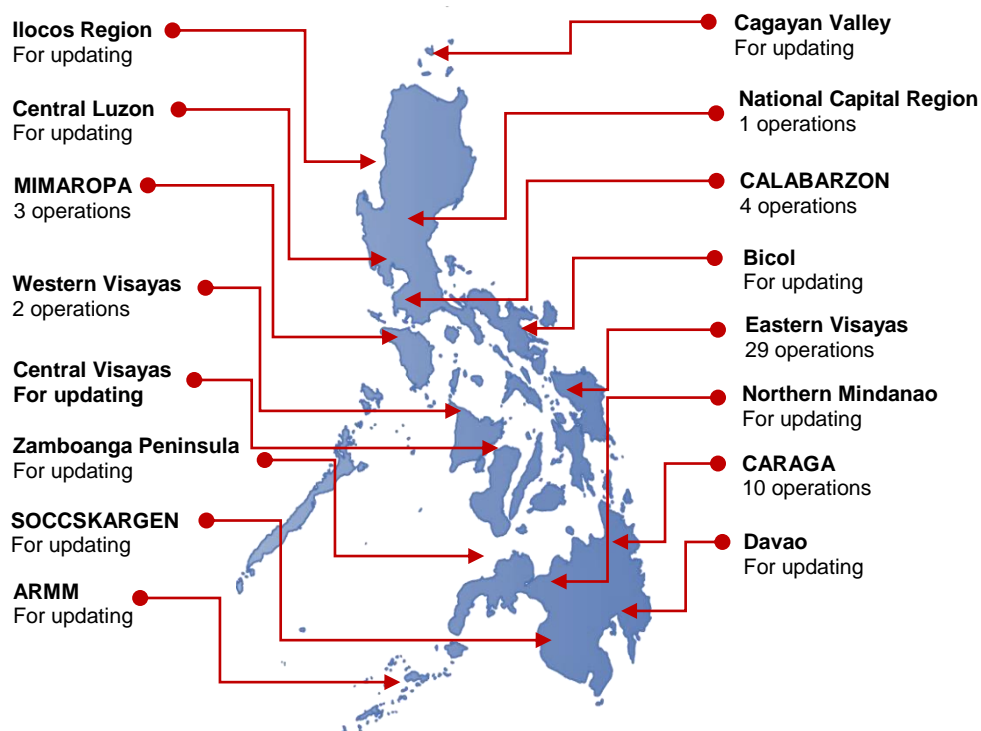 Ilocos Region
For updating
Central Luzon
For updating
MIMAROPA
3 operations
Western Visayas
2 operations
Central Visayas
For updating
Zamboanga Peninsula
For updating
SOCCSKARGEN
For updating
ARMM
For updating
Cagayan Valley
For updating
National Capital Region
1 operations
CALABARZON
4 operations
Bicol
For updating
Eastern Visayas
29 operations
Northern Mindanao
For updating
CARAGA
10 operations
Davao
For updating